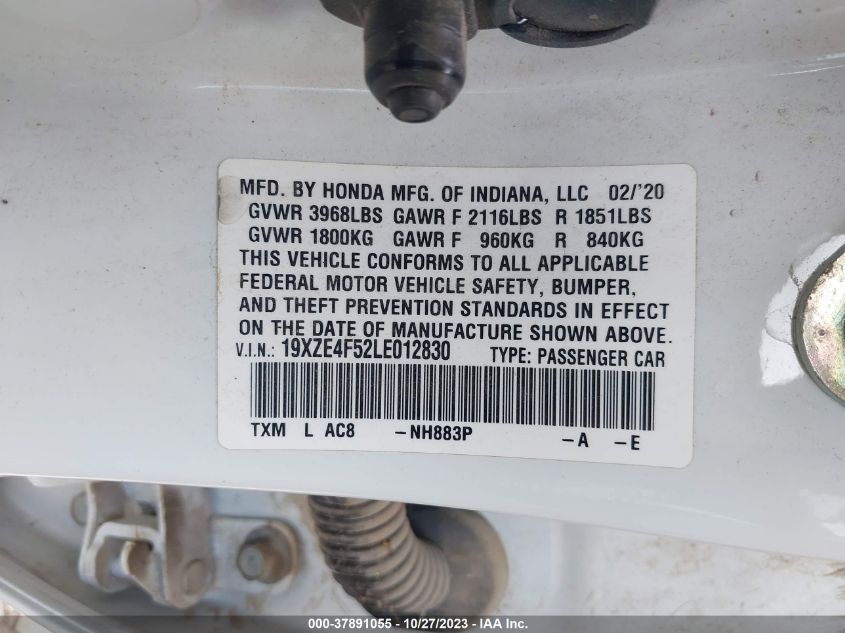 MFD. BY HONDA MFG. OF INDIANA, LLC 02/'20
GVWR 3968LBS GAWR F 2116LBS R 1851LBS
GVWR 1800KG GAWR F 960KG R 840KG
THIS VEHICLE CONFORMS TO ALL APPLICABLE
FEDERAL MOTOR VEHICLE SAFETY, BUMPER,
AND THEFT PREVENTION STANDARDS IN EFFECT
ON THE DATE OF MANUFACTURE SHOWN ABOVE.
V.I.N.: 19XZE4F52LE012830 TYPE: PASSENGER CAR
TXM L AC8 -NH883P -A -E
000-37891055 - 10/27/2023 - IAA Inc.